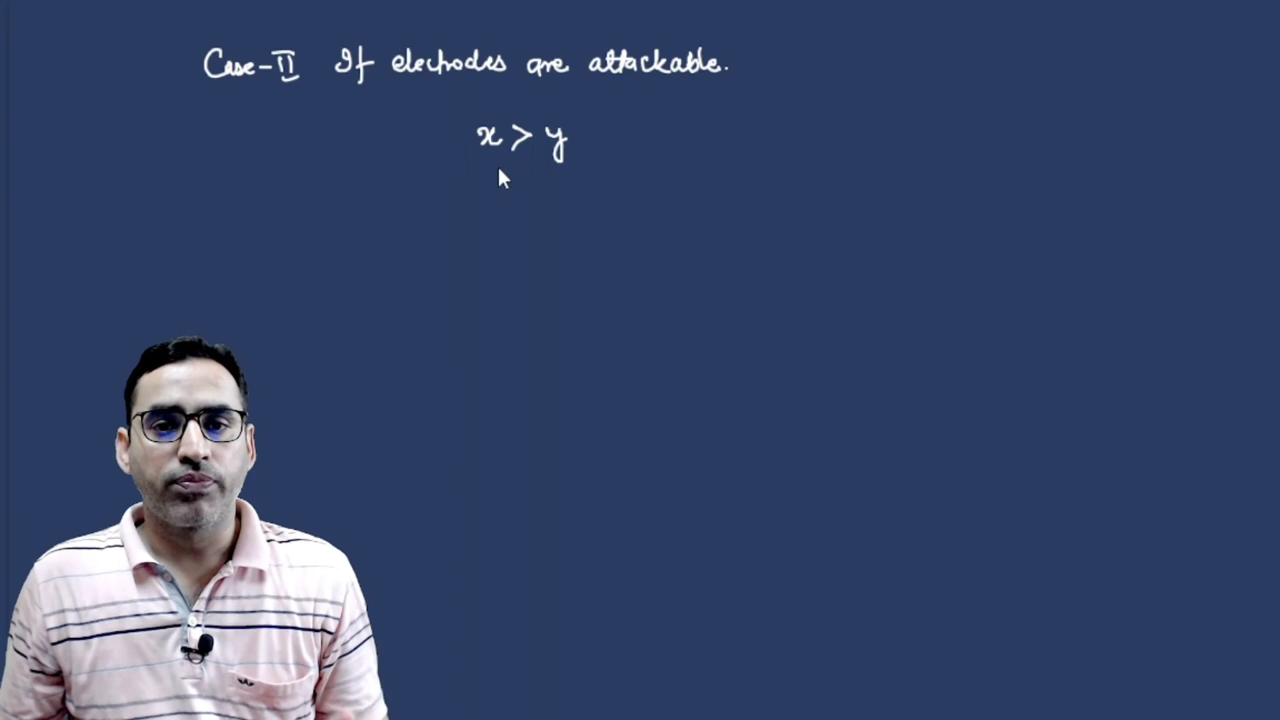 Case-II If electrodes are attackable.
x > y